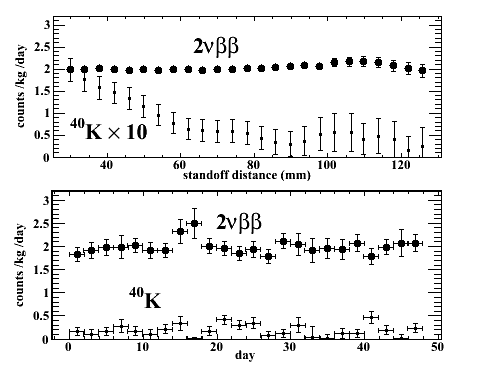 3
2.5
2
1.5
1
0.5
0
counts /kg /day
2νββ
⁴⁰K × 10
40 60 80 100 120
standoff distance (mm)
3
2.5
2
1.5
1
0.5
0
counts /kg /day
2νββ
⁴⁰K
0 10 20 30 40 50
day